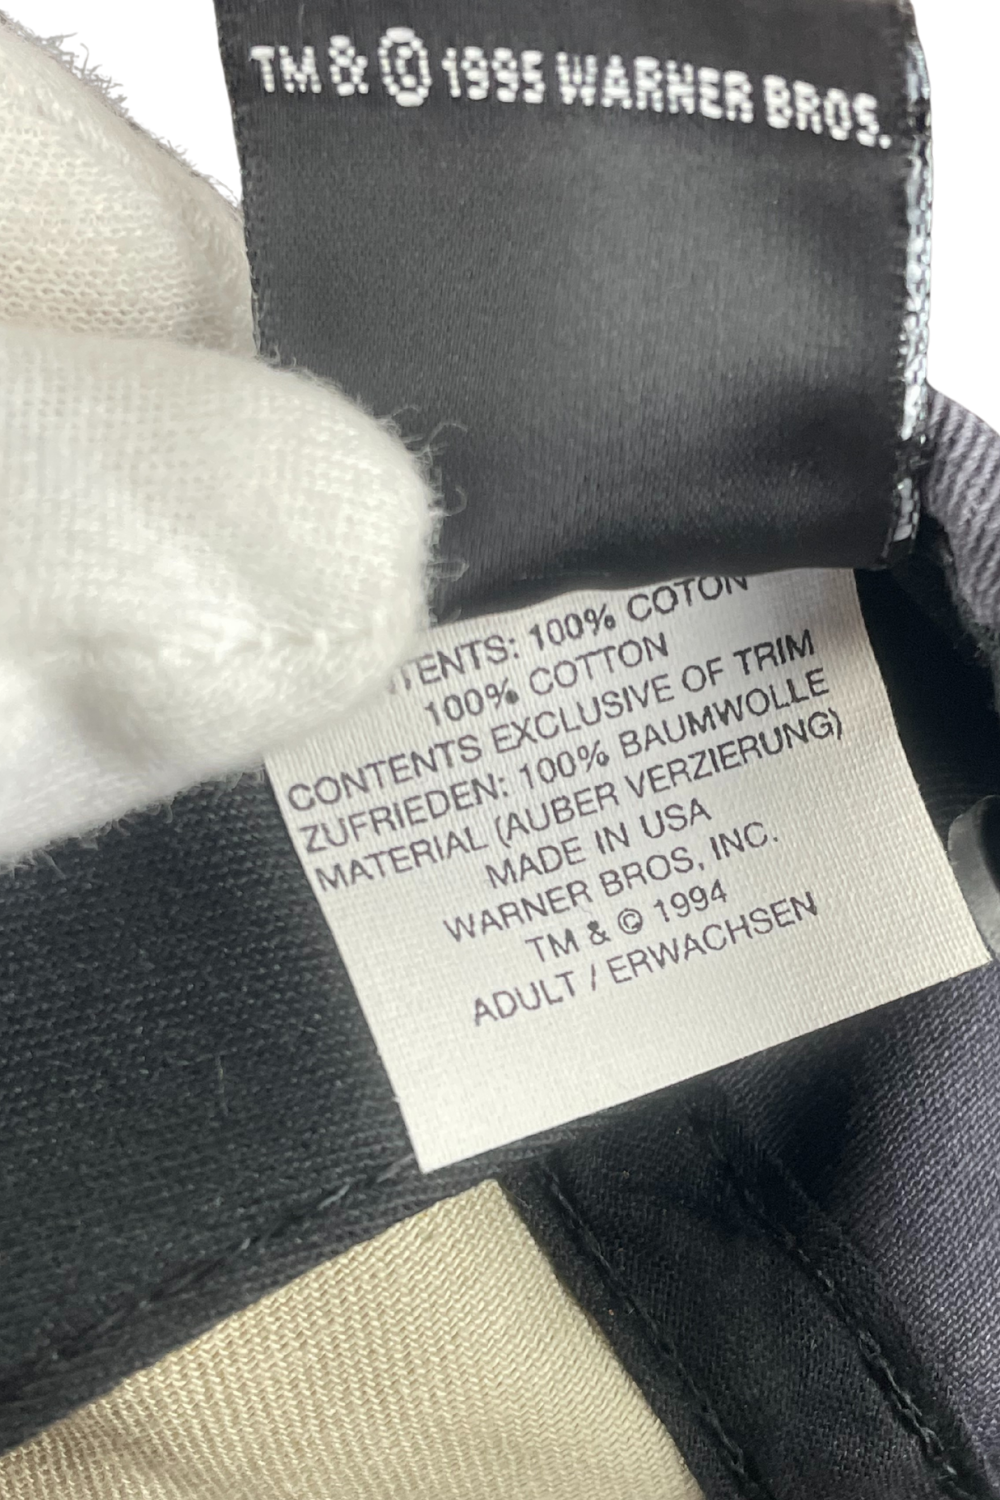 TM & © 1995 WARNER BROS.
TENTS: 100% COTON
100% COTTON
CONTENTS EXCLUSIVE OF TRIM
ZUFRIEDEN: 100% BAUMWOLLE
MATERIAL (AUBER VERZIERUNG)
MADE IN USA
WARNER BROS, INC.
TM & © 1994
ADULT / ERWACHSEN